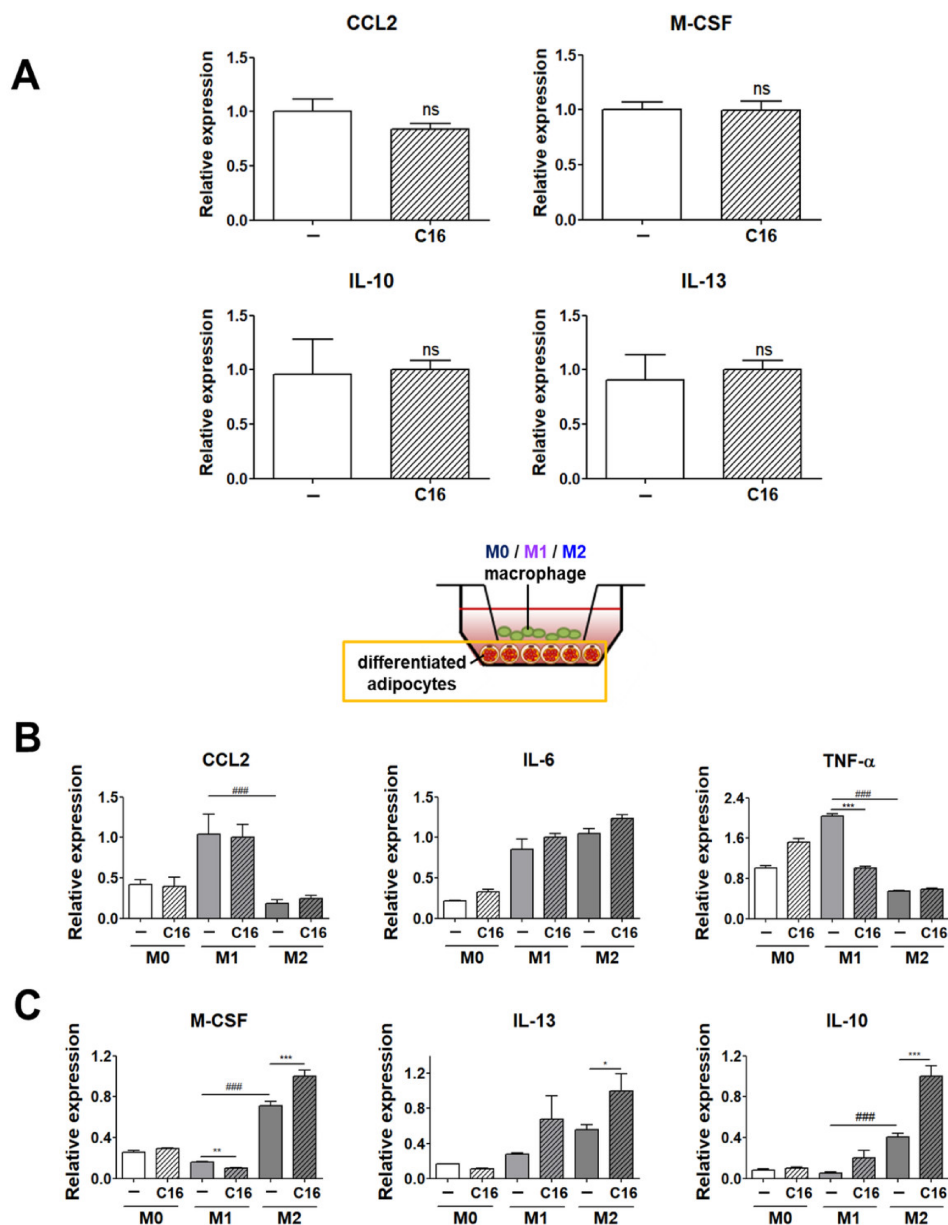 A
CCL2
M-CSF
Relative expression
1.5
1.0
0.5
0.0
ns
–
C16
Relative expression
1.5
1.0
0.5
0.0
ns
–
C16
IL-10
IL-13
Relative expression
1.5
1.0
0.5
0.0
ns
–
C16
Relative expression
1.5
1.0
0.5
0.0
ns
–
C16
M0 / M1 / M2
macrophage
differentiated
adipocytes
B
CCL2
Relative expression
1.5
1.0
0.5
0.0
###
– C16 – C16 – C16
M0 M1 M2
IL-6
Relative expression
1.5
1.0
0.5
0.0
– C16 – C16 – C16
M0 M1 M2
TNF-α
Relative expression
2.4
1.6
0.8
0.0
###
***
– C16 – C16 – C16
M0 M1 M2
C
M-CSF
Relative expression
1.2
0.8
0.4
0.0
***
###
**
– C16 – C16 – C16
M0 M1 M2
IL-13
Relative expression
1.2
0.8
0.4
0.0
*
– C16 – C16 – C16
M0 M1 M2
IL-10
Relative expression
1.2
0.8
0.4
0.0
***
###
– C16 – C16 – C16
M0 M1 M2